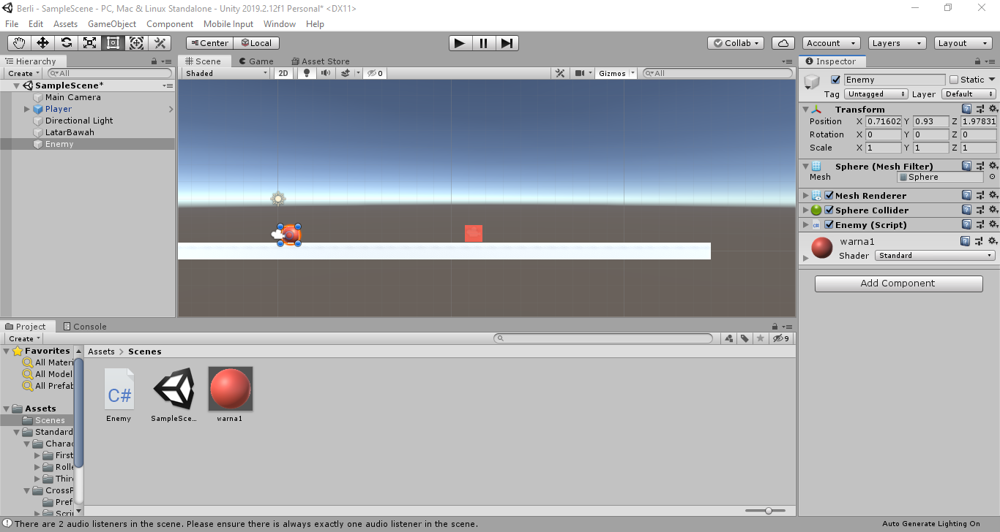 Berli - SampleScene - PC, Mac & Linux Standalone - Unity 2019.2.12f1 Personal* <DX11>
File Edit Assets GameObject Component Mobile Input Window Help
Center Local Collab Account Layers Layout
Hierarchy
Create All
SampleScene*
Main Camera
Player
Directional Light
LatarBawah
Enemy
Scene Game Asset Store
Shaded 2D 0 Gizmos All
Inspector
Enemy Static
Tag Untagged Layer Default
Transform
Position X 0.71602 Y 0.93 Z 1.97831
Rotation X 0 Y 0 Z 0
Scale X 1 Y 1 Z 1
Sphere (Mesh Filter)
Mesh Sphere
Mesh Renderer
Sphere Collider
Enemy (Script)
warna1
Shader Standard
Add Component
Project Console
Create 9
Favorites
All Materi
All Model
All Prefab
Assets
Scenes
Standard
Charac
First
Rolle
Third
CrossP
Pref
Scri
Assets > Scenes
C#
Enemy SampleSce... warna1
There are 2 audio listeners in the scene. Please ensure there is always exactly one audio listener in the scene.
Auto Generate Lighting On